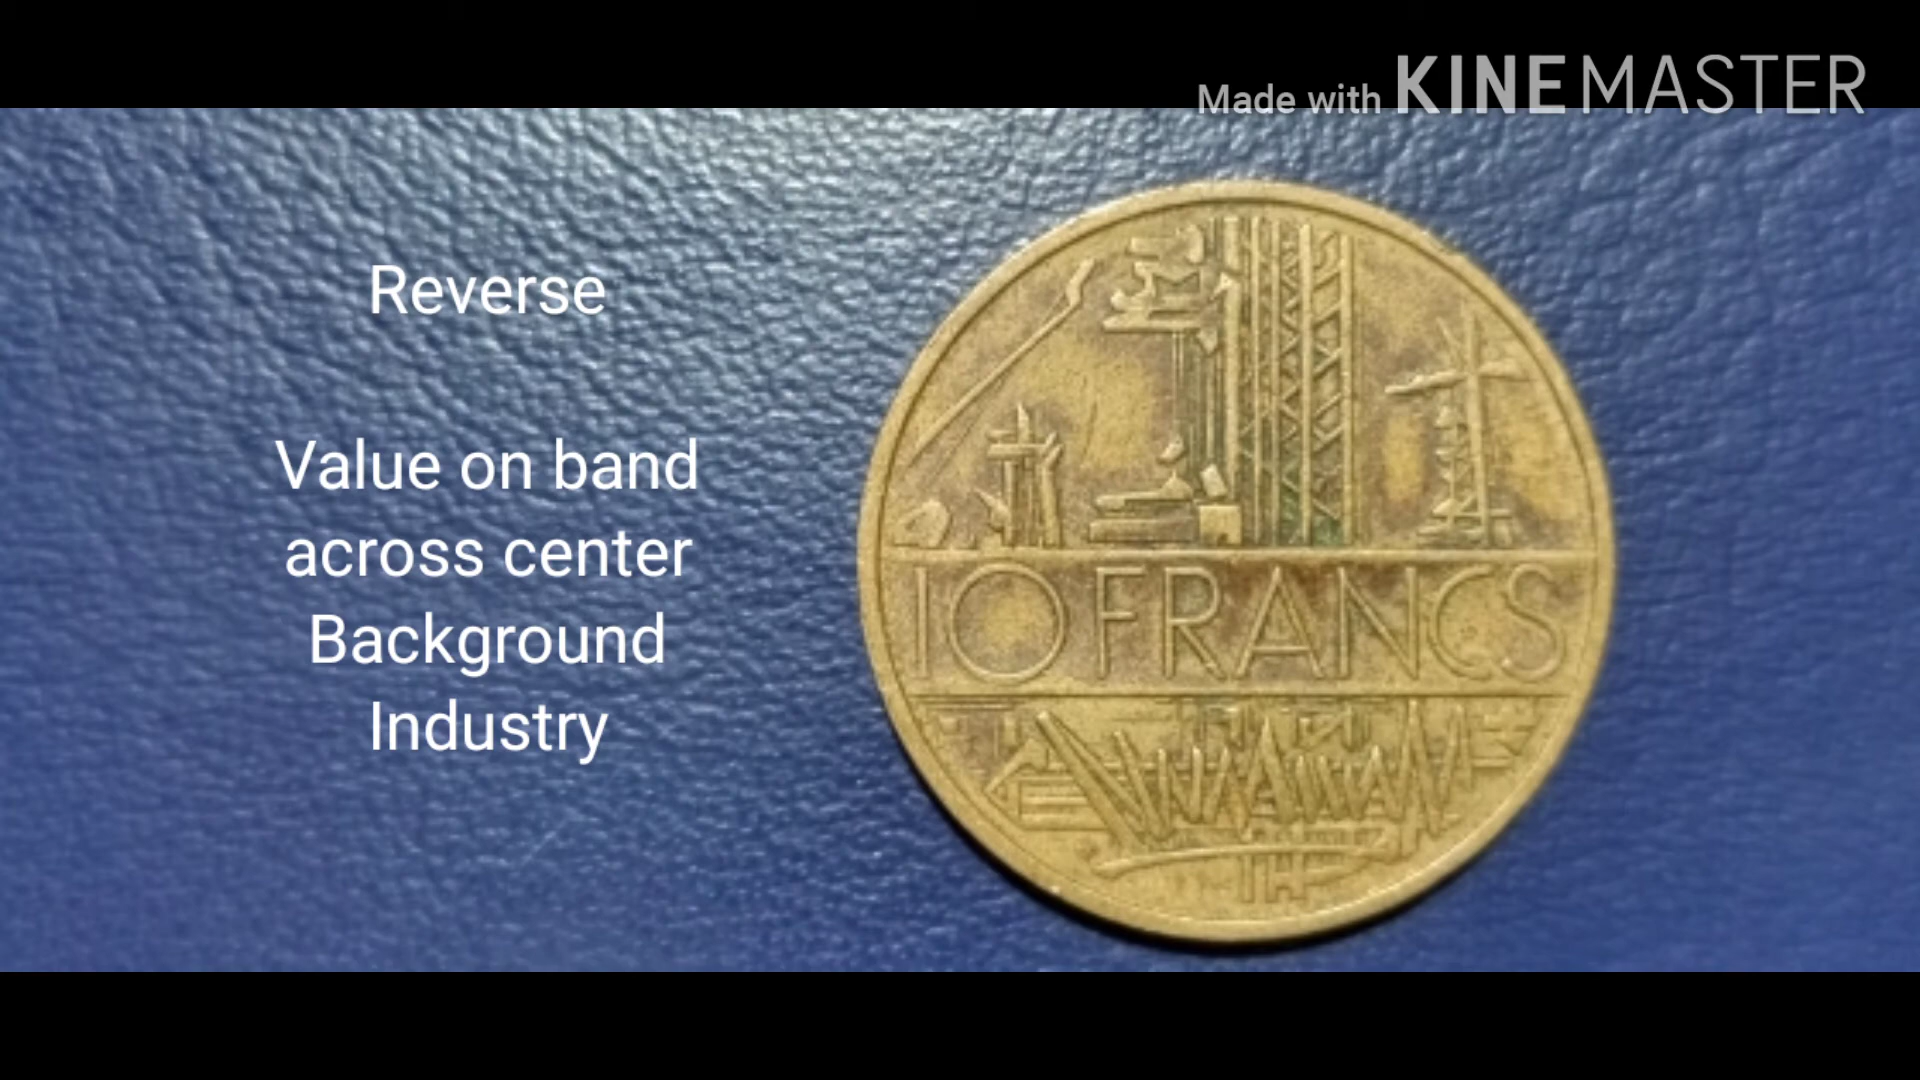 Made with KINEMASTER
Reverse
Value on band
across center
Background
Industry
10 FRANCS